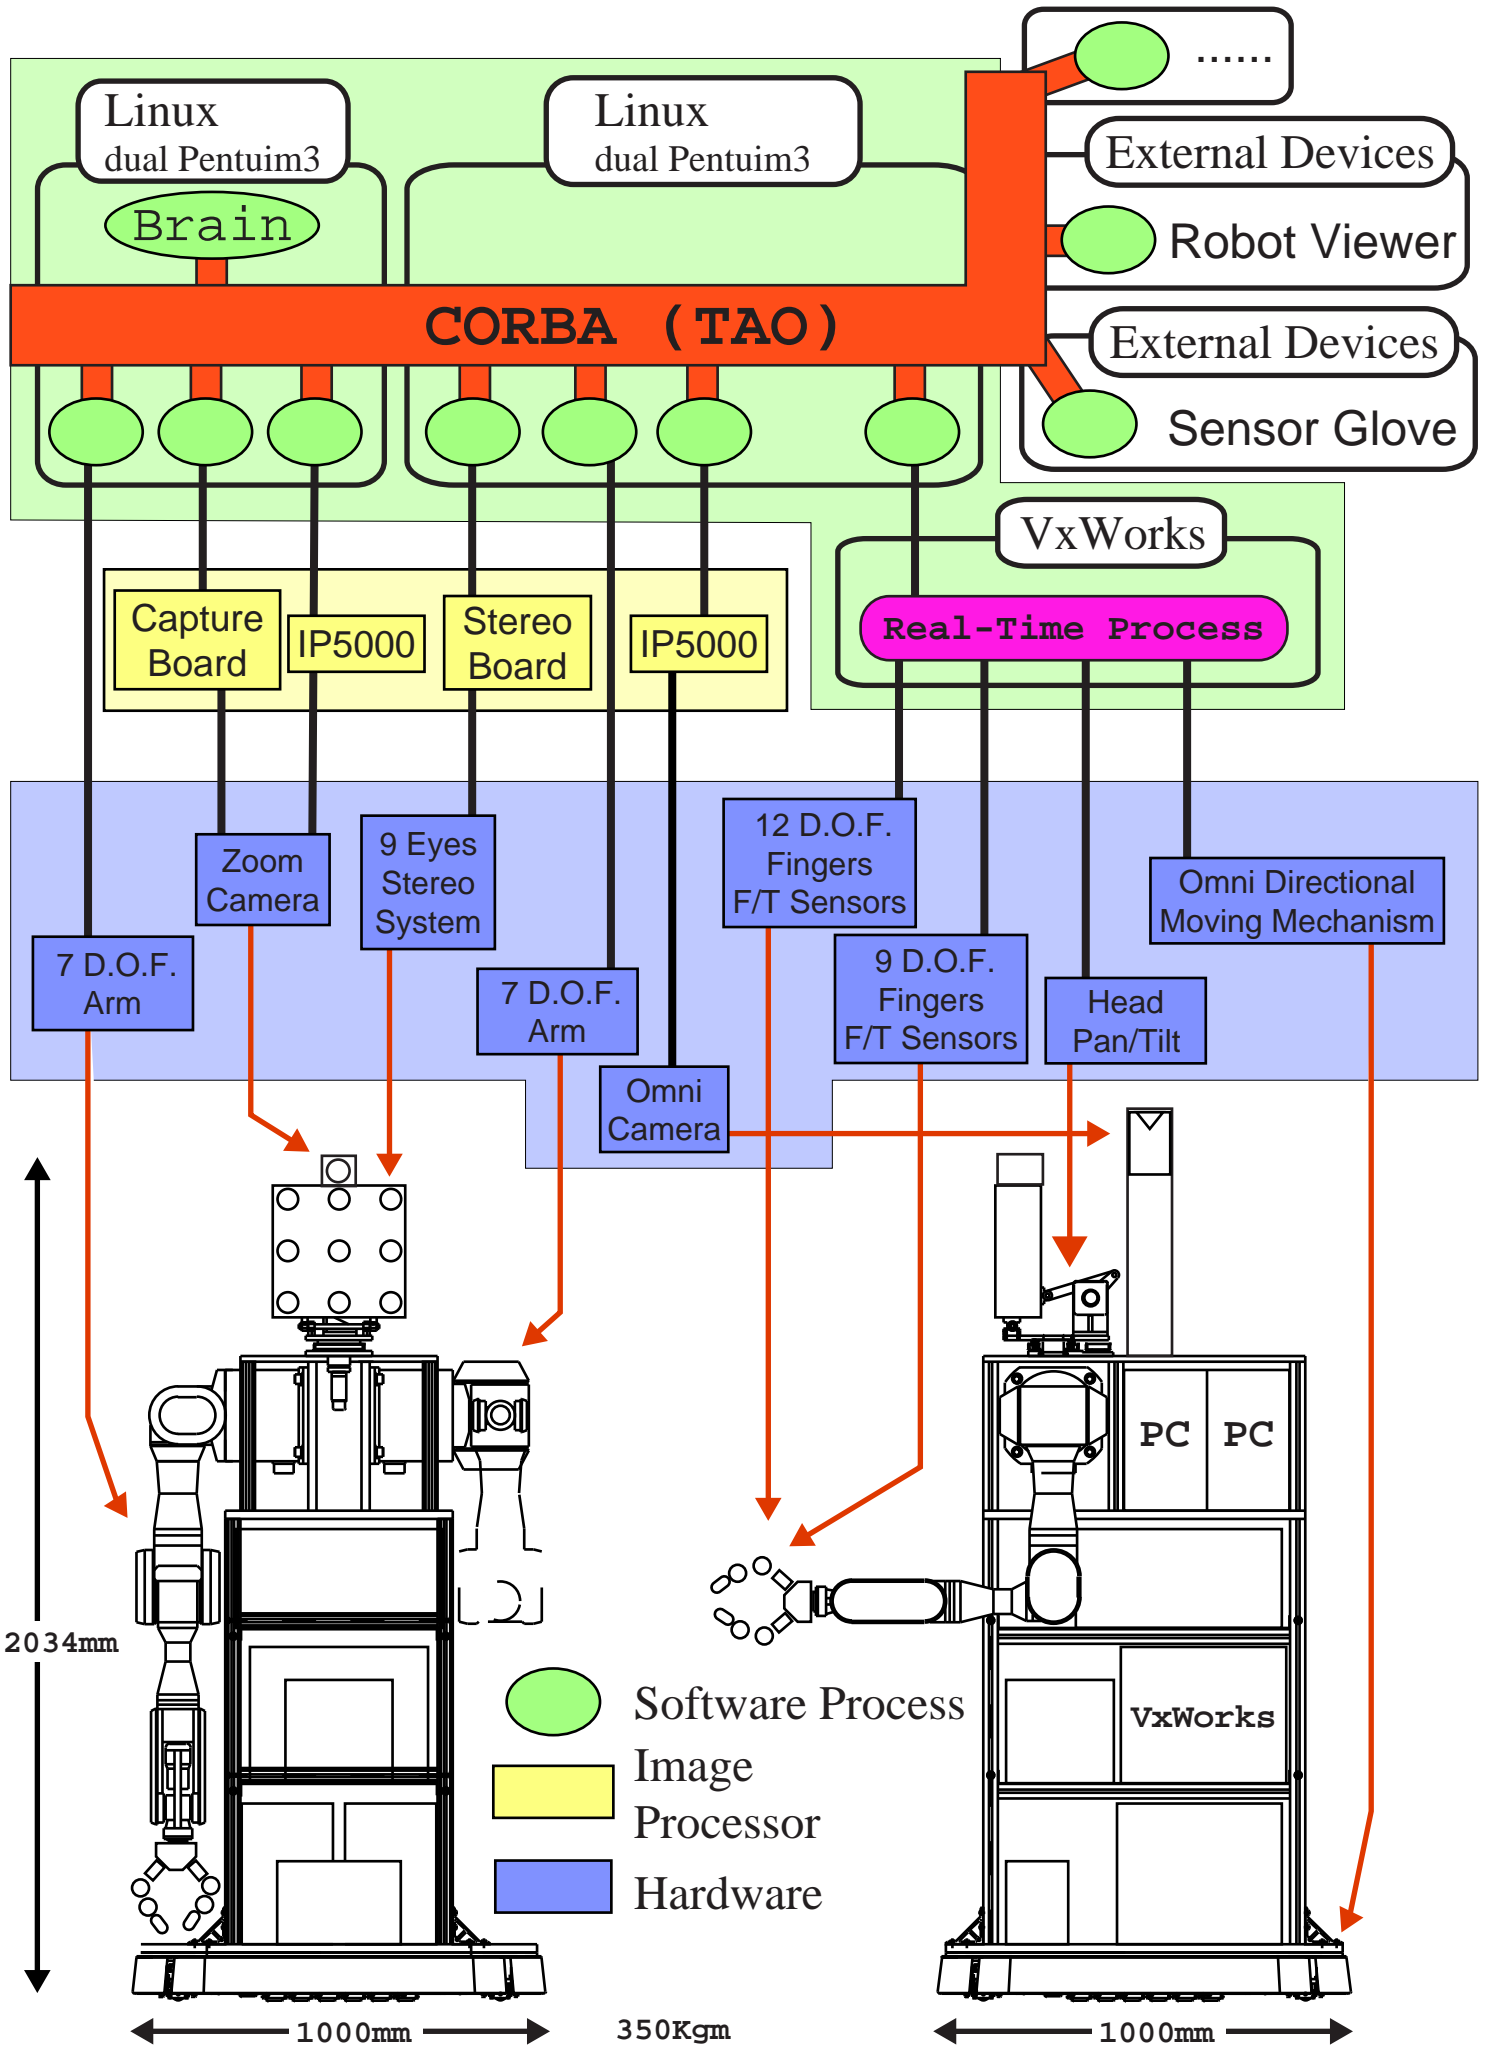 ......
Linux
dual Pentuim3
Linux
dual Pentuim3
External Devices
Brain
Robot Viewer
CORBA (TAO)
External Devices
Sensor Glove
VxWorks
Capture
Board
IP5000
Stereo
Board
IP5000
Real-Time Process
Zoom
Camera
9 Eyes
Stereo
System
12 D.O.F.
Fingers
F/T Sensors
Omni Directional
Moving Mechanism
7 D.O.F.
Arm
7 D.O.F.
Arm
9 D.O.F.
Fingers
F/T Sensors
Head
Pan/Tilt
Omni
Camera
PC
PC
2034mm
Software Process
VxWorks
Image
Processor
Hardware
1000mm
350Kgm
1000mm